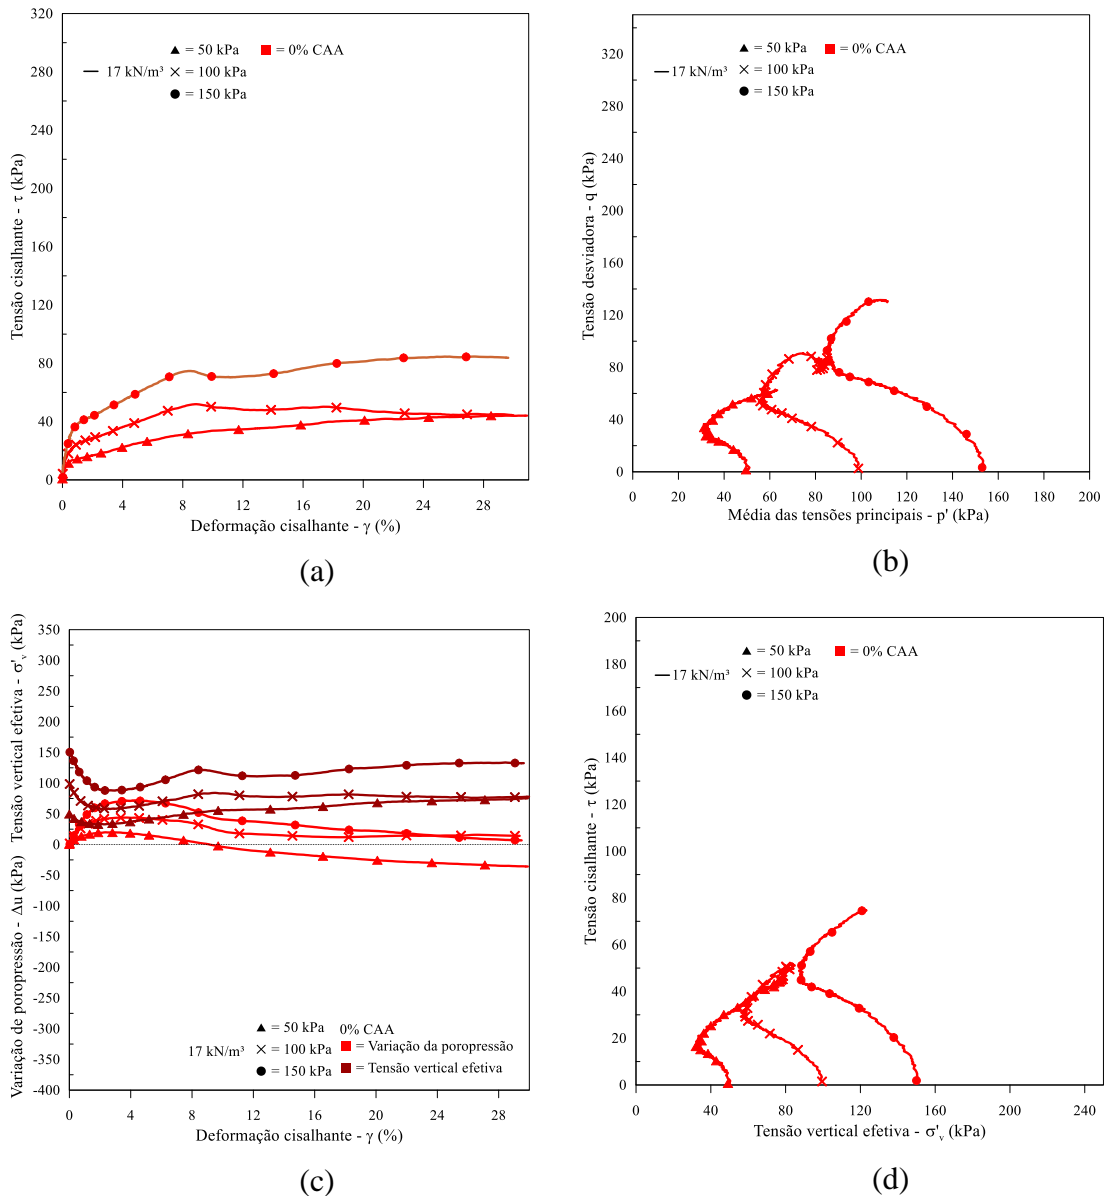 320
280
240
200
160
120
80
40
0
0 4 8 12 16 20 24 28
Tensão cisalhante - τ (kPa)
Deformação cisalhante - γ (%)
= 50 kPa = 0% CAA
17 kN/m³ = 100 kPa
= 150 kPa
(a)
320
280
240
200
160
120
80
40
0
0 20 40 60 80 100 120 140 160 180 200
Tensão desviadora - q (kPa)
Média das tensões principais - p' (kPa)
= 50 kPa = 0% CAA
17 kN/m³ = 100 kPa
= 150 kPa
(b)
350
300
250
200
150
100
50
0
-50
-100
-150
-200
-250
-300
-350
-400
0 4 8 12 16 20 24 28
Variação de poropressão - Δu (kPa) Tensão vertical efetiva - σ'v (kPa)
Deformação cisalhante - γ (%)
= 50 kPa 0% CAA
17 kN/m³ = 100 kPa = Variação da poropressão
= 150 kPa = Tensão vertical efetiva
(c)
200
180
160
140
120
100
80
60
40
20
0
0 40 80 120 160 200 240
Tensão cisalhante - τ (kPa)
Tensão vertical efetiva - σ'v (kPa)
= 50 kPa = 0% CAA
17 kN/m³ = 100 kPa
= 150 kPa
(d)